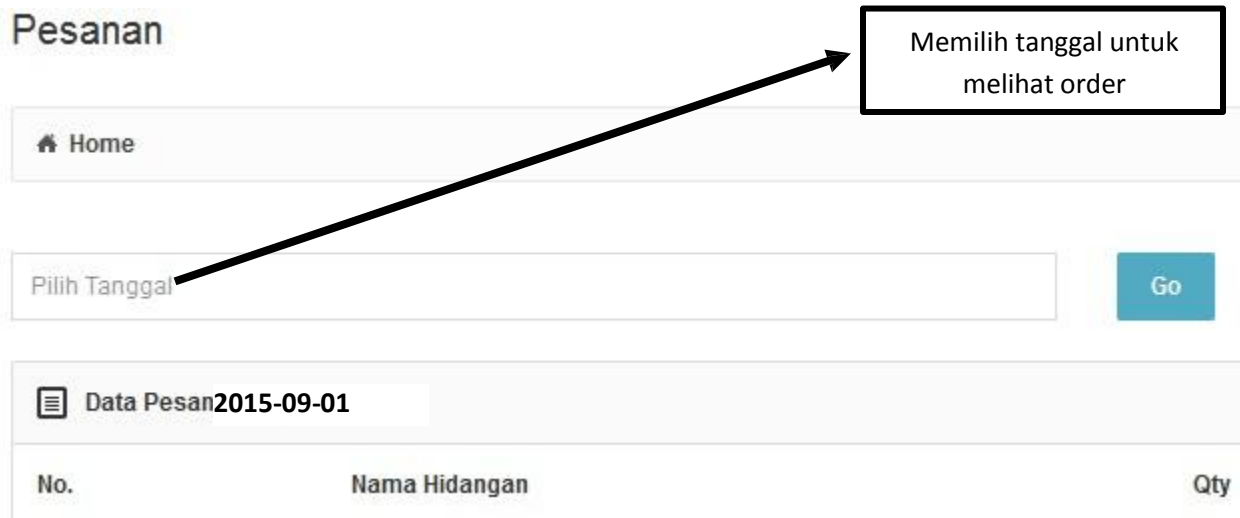 Pesanan
Memilih tanggal untuk
melihat order
Home
Pilih Tanggal
Go
Data Pesan2015-09-01
No. Nama Hidangan Qty